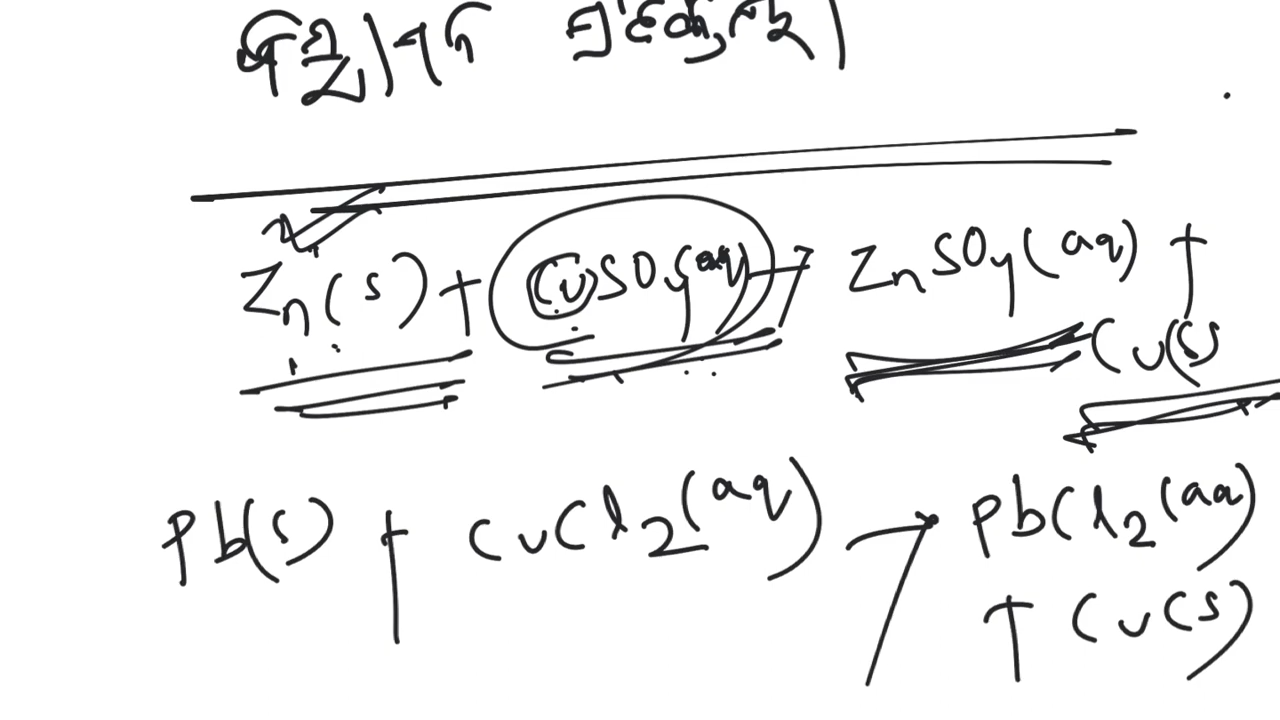 Zn(s) + CuSO4(aq) → ZnSO4(aq) +
Cu(s
Pb(s) + CuCl2(aq) → PbCl2(aq)
+ Cu(s)